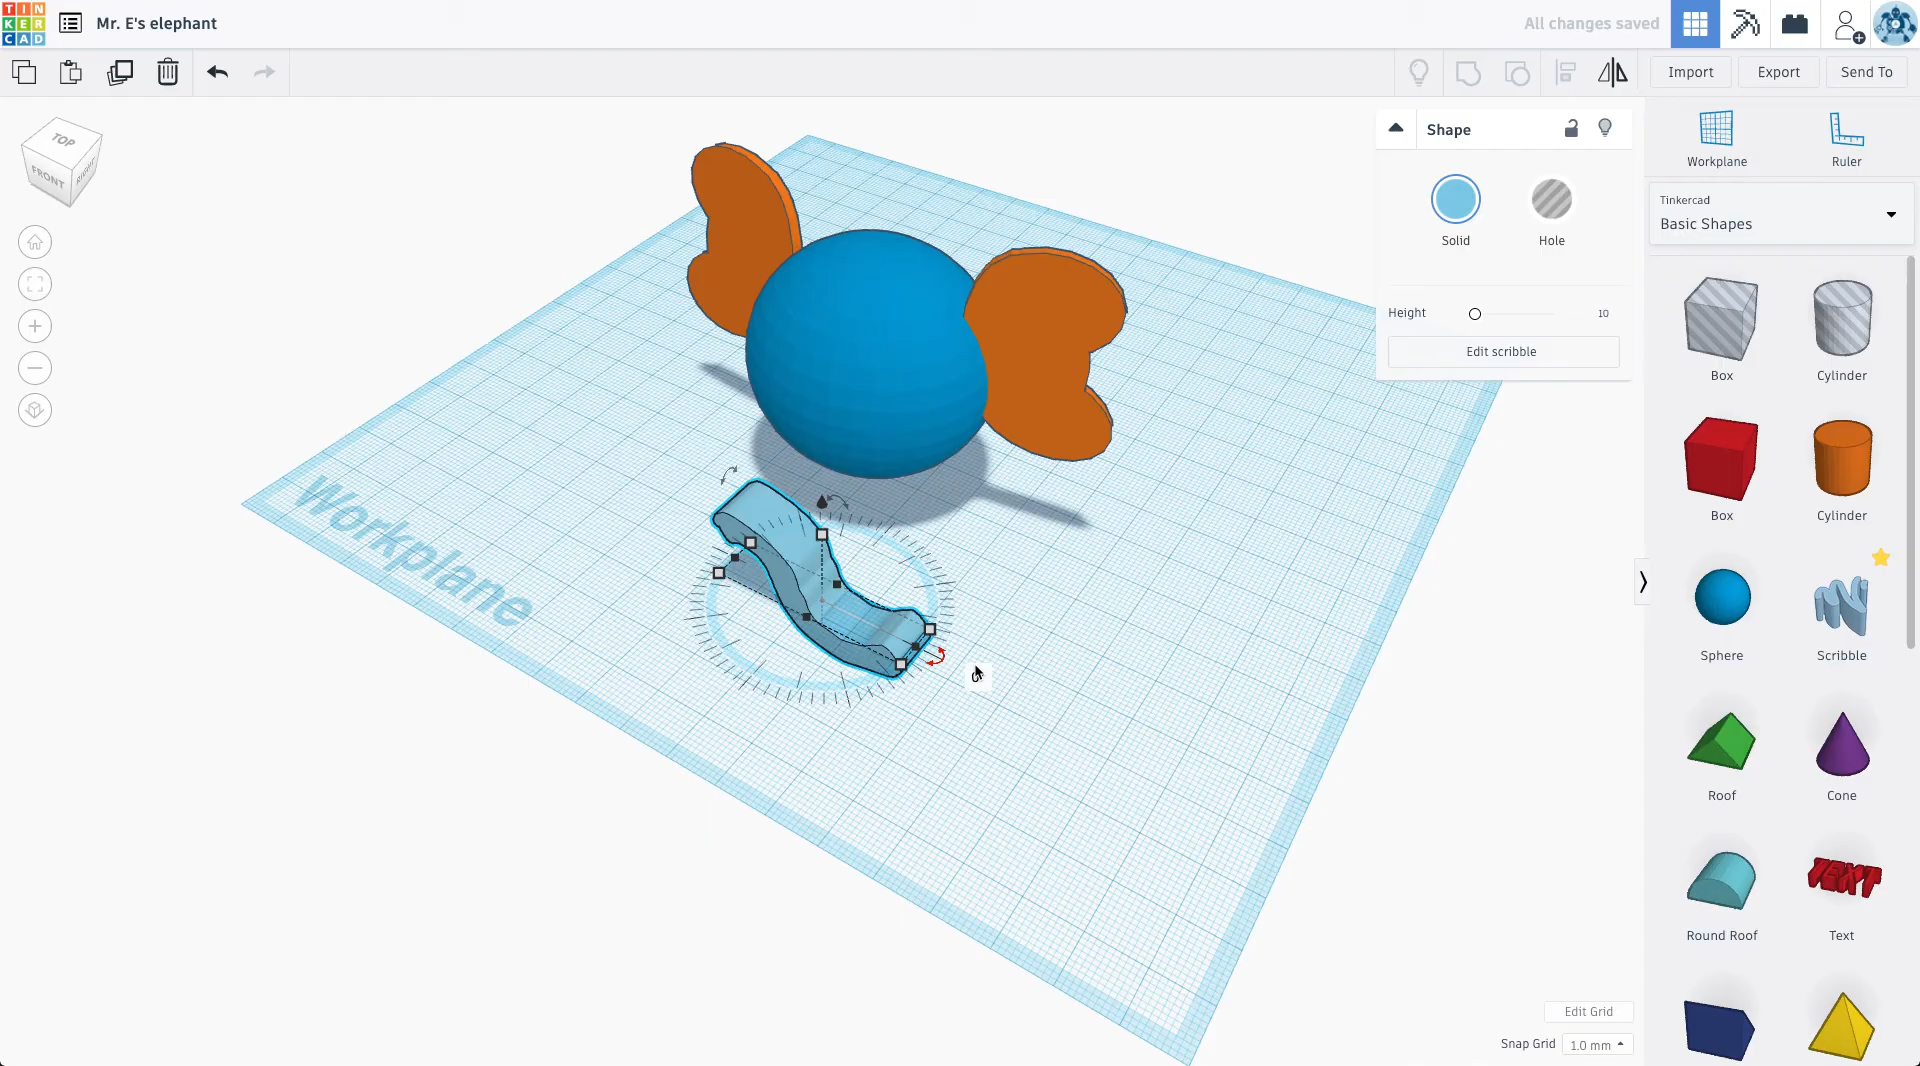 TIN
KER
CAD
Mr. E's elephant
All changes saved
Import
Export
Send To
TOP
FRONT
RIGHT
Workplane
Shape
Solid
Hole
Height
10
Edit scribble
Workplane
Ruler
Tinkercad
Basic Shapes
Box
Cylinder
Box
Cylinder
Sphere
Scribble
Roof
Cone
TEXT
Round Roof
Text
Edit Grid
Snap Grid
1.0 mm